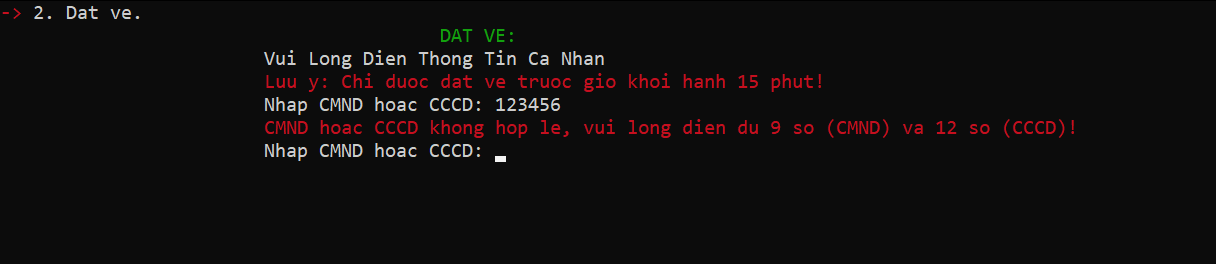 -> 2. Dat ve.
DAT VE:
Vui Long Dien Thong Tin Ca Nhan
Luu y: Chi duoc dat ve truoc gio khoi hanh 15 phut!
Nhap CMND hoac CCCD: 123456
CMND hoac CCCD khong hop le, vui long dien du 9 so (CMND) va 12 so (CCCD)!
Nhap CMND hoac CCCD: